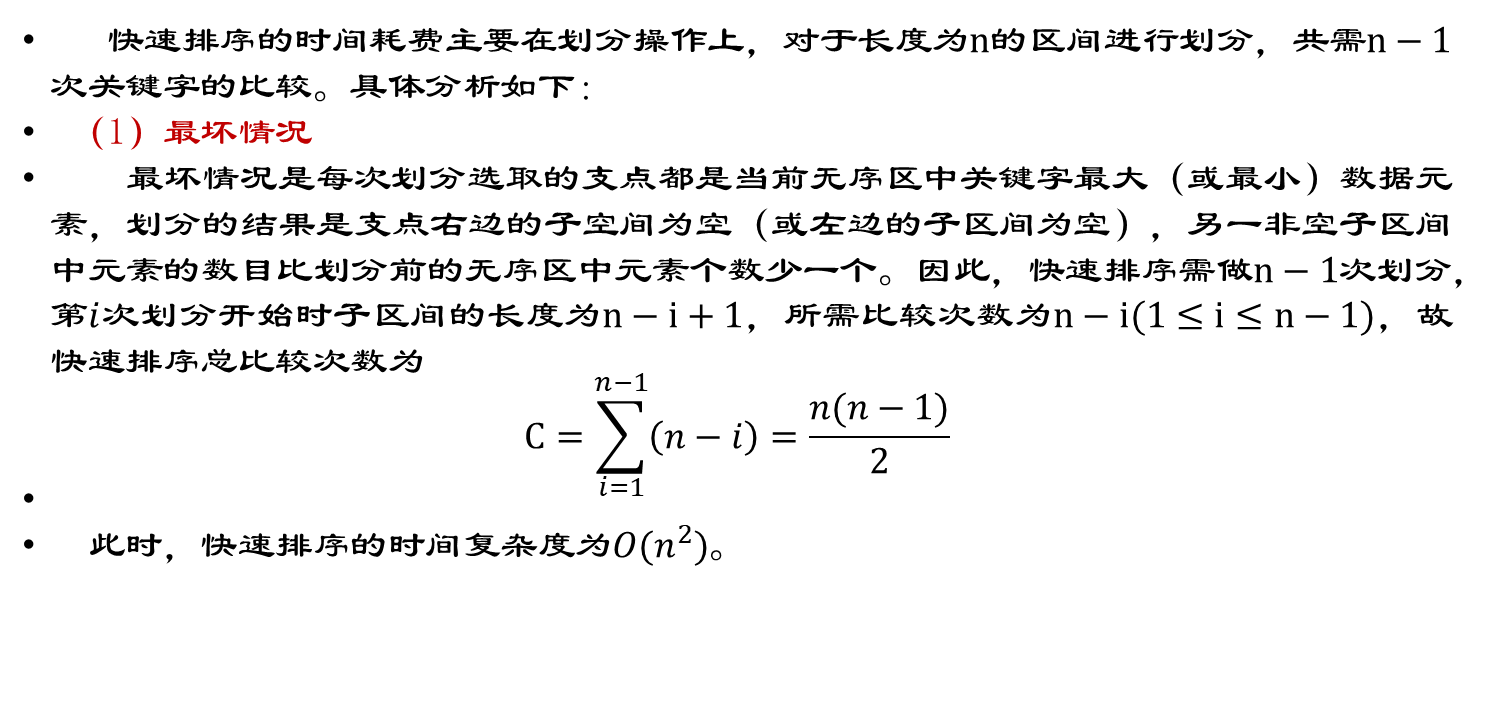 • 快速排序的时间耗费主要在划分操作上，对于长度为n的区间进行划分，共需n − 1
次关键字的比较。具体分析如下：
• （1）最坏情况
• 最坏情况是每次划分选取的支点都是当前无序区中关键字最大（或最小）数据元
素，划分的结果是支点右边的子空间为空（或左边的子区间为空），另一非空子区间
中元素的数目比划分前的无序区中元素个数少一个。因此，快速排序需做n − 1次划分，
第i次划分开始时子区间的长度为n − i + 1，所需比较次数为n − i(1 ≤ i ≤ n − 1)，故
快速排序总比较次数为
C = ∑_{i=1}^{n−1} (n − i) = n(n − 1)/2
•
• 此时，快速排序的时间复杂度为O(n²)。